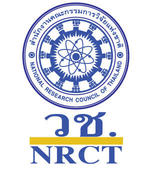 สำนักงานคณะกรรมการวิจัยแห่งชาติ
NATIONAL RESEARCH COUNCIL OF THAILAND
วช.
NRCT